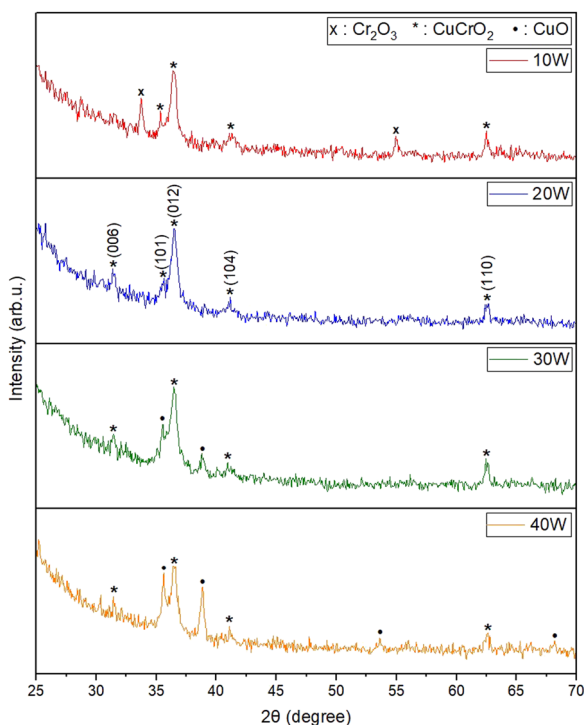 x : Cr₂O₃ * : CuCrO₂ • : CuO
10W
x
*
*
*
x
*
20W
*(006)
*(101)
*(012)
*(104)
*(110)
30W
*
•
*
•
*
*
40W
*
•
*
•
*
•
*
•
Intensity (arb.u.)
25 30 35 40 45 50 55 60 65 70
2θ (degree)